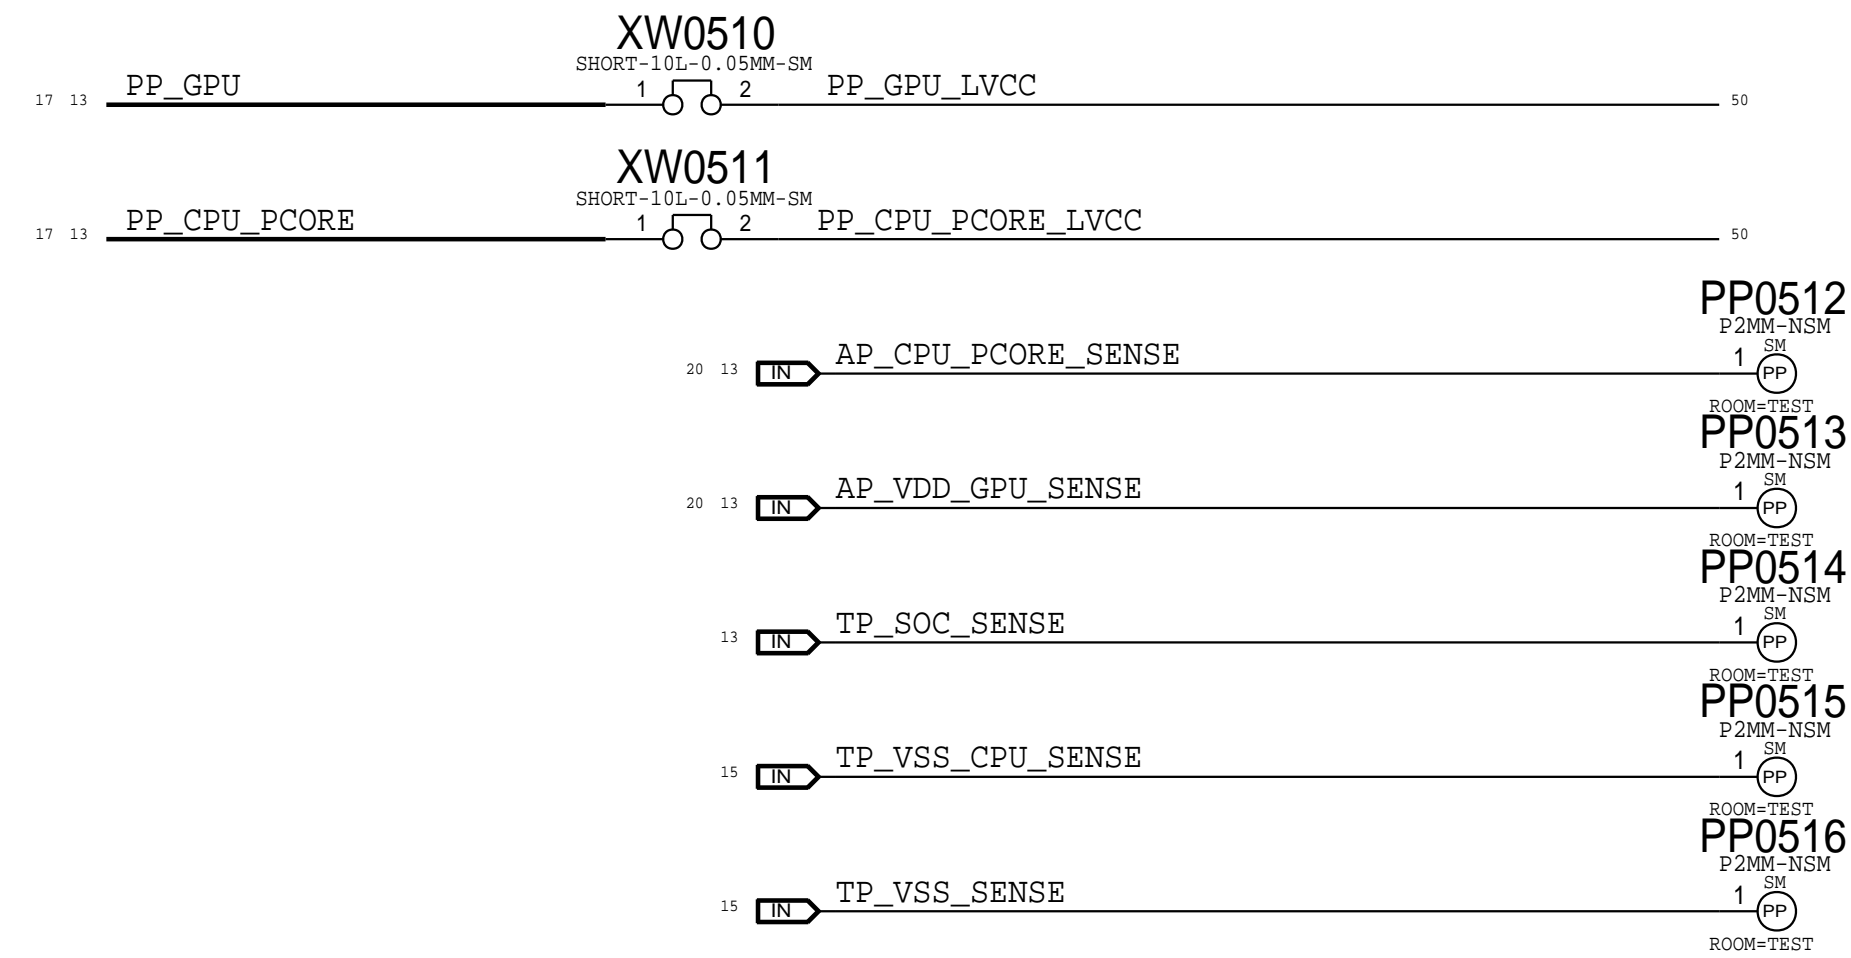 XW0510
SHORT-10L-0.05MM-SM
17 13 PP_GPU 1 2 PP_GPU_LVCC 50
XW0511
SHORT-10L-0.05MM-SM
17 13 PP_CPU_PCORE 1 2 PP_CPU_PCORE_LVCC 50
PP0512
P2MM-NSM
SM
20 13 IN AP_CPU_PCORE_SENSE 1 PP
ROOM=TEST
PP0513
P2MM-NSM
SM
20 13 IN AP_VDD_GPU_SENSE 1 PP
ROOM=TEST
PP0514
P2MM-NSM
SM
13 IN TP_SOC_SENSE 1 PP
ROOM=TEST
PP0515
P2MM-NSM
SM
15 IN TP_VSS_CPU_SENSE 1 PP
ROOM=TEST
PP0516
P2MM-NSM
SM
15 IN TP_VSS_SENSE 1 PP
ROOM=TEST